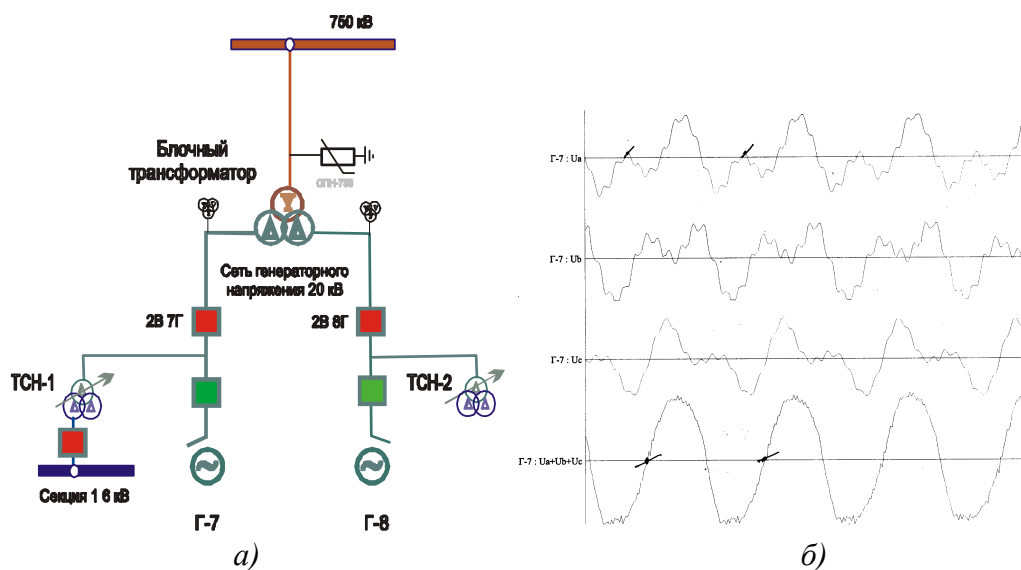 750 кВ
Блочный
трансформатор
ОПН-750
Сеть генераторного
напряжения 20 кВ
2В 7Г
2В 8Г
ТСН-1
ТСН-2
Секция 1 6 кВ
Г-7
Г-8
а)
Г-7 : Ua
Г-7 : Ub
Г-7 : Uc
Г-7 : Ua+Ub+Uc
б)